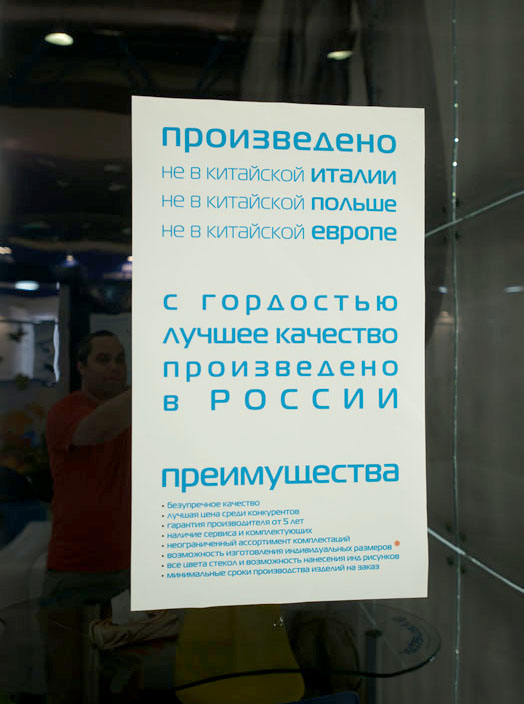 произведено
не в китайской италии
не в китайской польше
не в китайской европе
с гордостью
лучшее качество
произведено
в РОССИИ
преимущества
• безупречное качество
• лучшая цена среди конкурентов
• гарантия производителя от 5 лет
• наличие сервиса и комплектующих
• неограниченный ассортимент комплектаций
• возможность изготовления индивидуальных размеров
• все цвета стекол и возможность нанесения инд рисунков
• минимальные сроки производства изделий на заказ